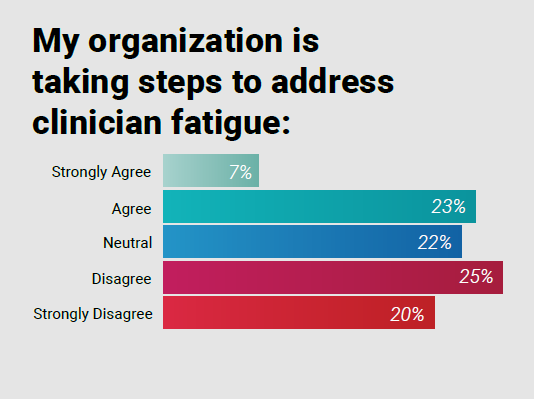 My organization is
taking steps to address
clinician fatigue:
Strongly Agree 7%
Agree 23%
Neutral 22%
Disagree 25%
Strongly Disagree 20%